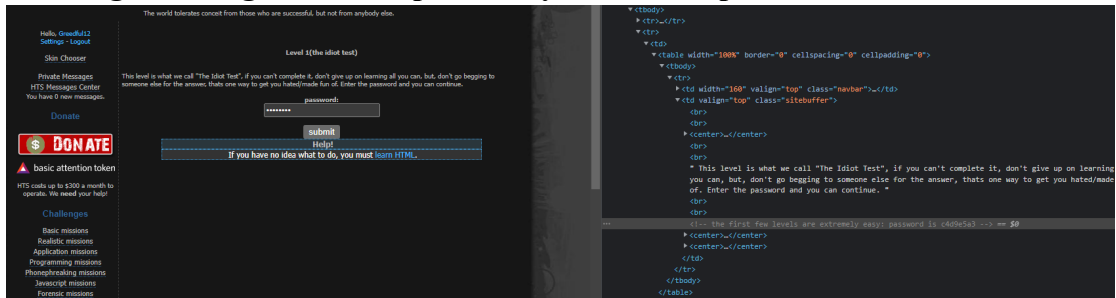 The world tolerates conceit from those who are successful, but not from anybody else.
Hello, Greedful12
Settings - Logout
Skin Chooser
Private Messages
HTS Messages Center
You have 0 new messages.
Donate
$ DONATE
basic attention token
HTS costs up to $300 a month to
operate. We need your help!
Challenges
Basic missions
Realistic missions
Application missions
Programming missions
Phonephreaking missions
Javascript missions
Forensic missions
Level 1(the idiot test)
This level is what we call "The Idiot Test", if you can't complete it, don't give up on learning all you can, but, don't go begging to
someone else for the answer, thats one way to get you hated/made fun of. Enter the password and you can continue.
password:
••••••••
submit
Help!
If you have no idea what to do, you must learn HTML.
<tbody>
<tr>…</tr>
<tr>
<td>
<table width="100%" border="0" cellspacing="0" cellpadding="0">
<tbody>
<tr>
<td width="160" valign="top" class="navbar">…</td>
<td valign="top" class="sitebuffer">
<br>
<br>
<center>…</center>
<br>
<br>
" This level is what we call "The Idiot Test", if you can't complete it, don't give up on learning
you can, but, don't go begging to someone else for the answer, thats one way to get you hated/made
of. Enter the password and you can continue. "
<br>
<br>
<!-- the first few levels are extremely easy: password is c4d9e5a3 --> == $0
<center>…</center>
<center>…</center>
</td>
</tr>
</tbody>
</table>